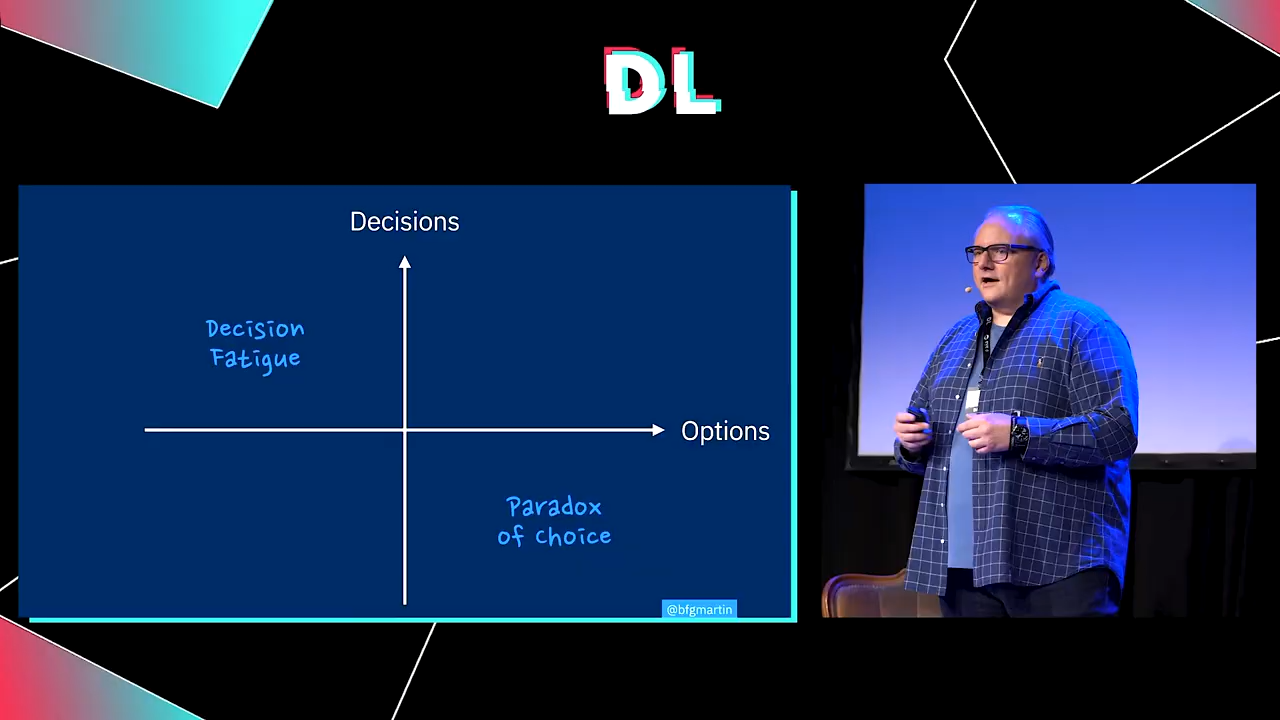 DL
Decisions
Decision
Fatigue
Options
Paradox
of choice
@bfgmartin